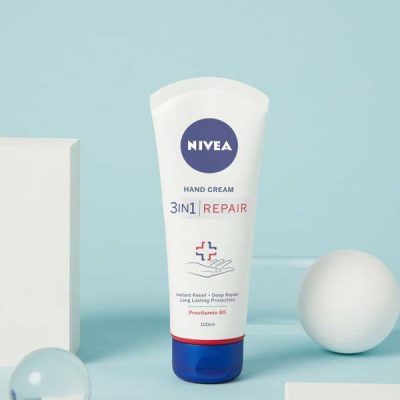 NIVEA
HAND CREAM
3IN1 | REPAIR
Instant Relief • Deep Repair
Long Lasting Protection
Provitamin B5
100ml